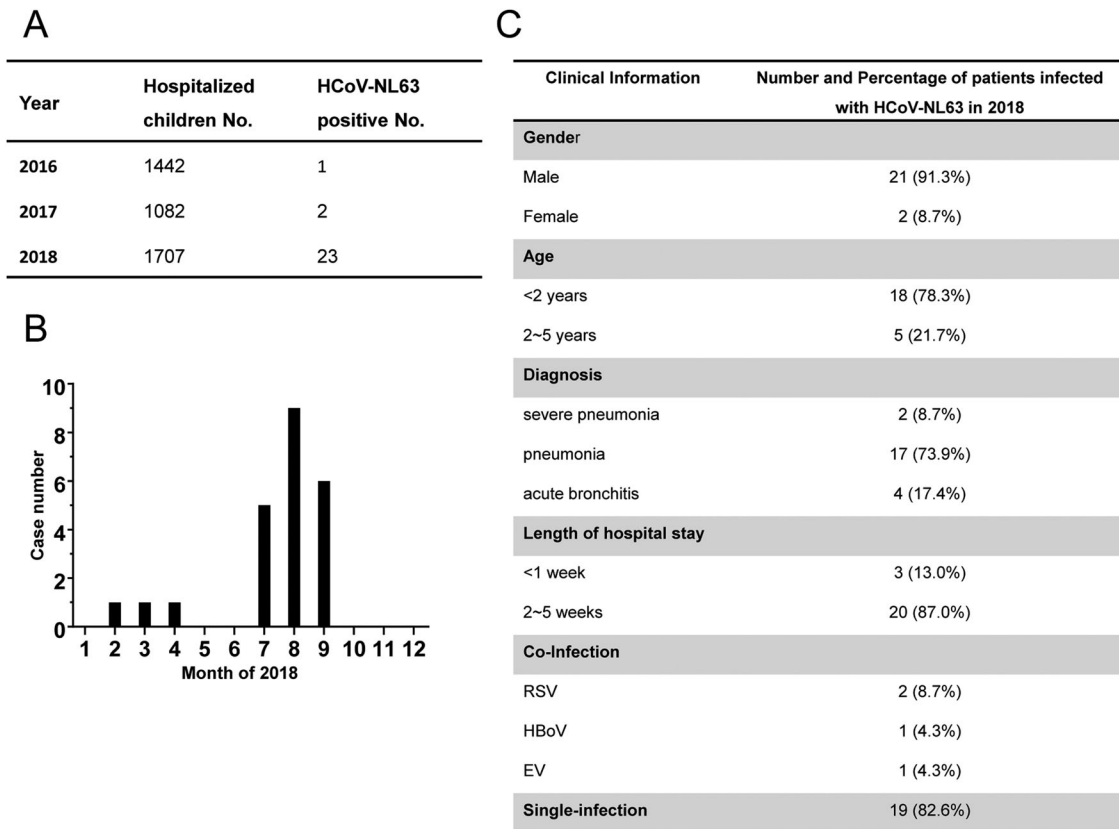 A
Year Hospitalized children No. HCoV-NL63 positive No.
2016 1442 1
2017 1082 2
2018 1707 23
B
Case number
10
8
6
4
2
0
1 2 3 4 5 6 7 8 9 10 11 12
Month of 2018
C
Clinical Information Number and Percentage of patients infected
with HCoV-NL63 in 2018
Gender
Male 21 (91.3%)
Female 2 (8.7%)
Age
<2 years 18 (78.3%)
2~5 years 5 (21.7%)
Diagnosis
severe pneumonia 2 (8.7%)
pneumonia 17 (73.9%)
acute bronchitis 4 (17.4%)
Length of hospital stay
<1 week 3 (13.0%)
2~5 weeks 20 (87.0%)
Co-Infection
RSV 2 (8.7%)
HBoV 1 (4.3%)
EV 1 (4.3%)
Single-infection 19 (82.6%)